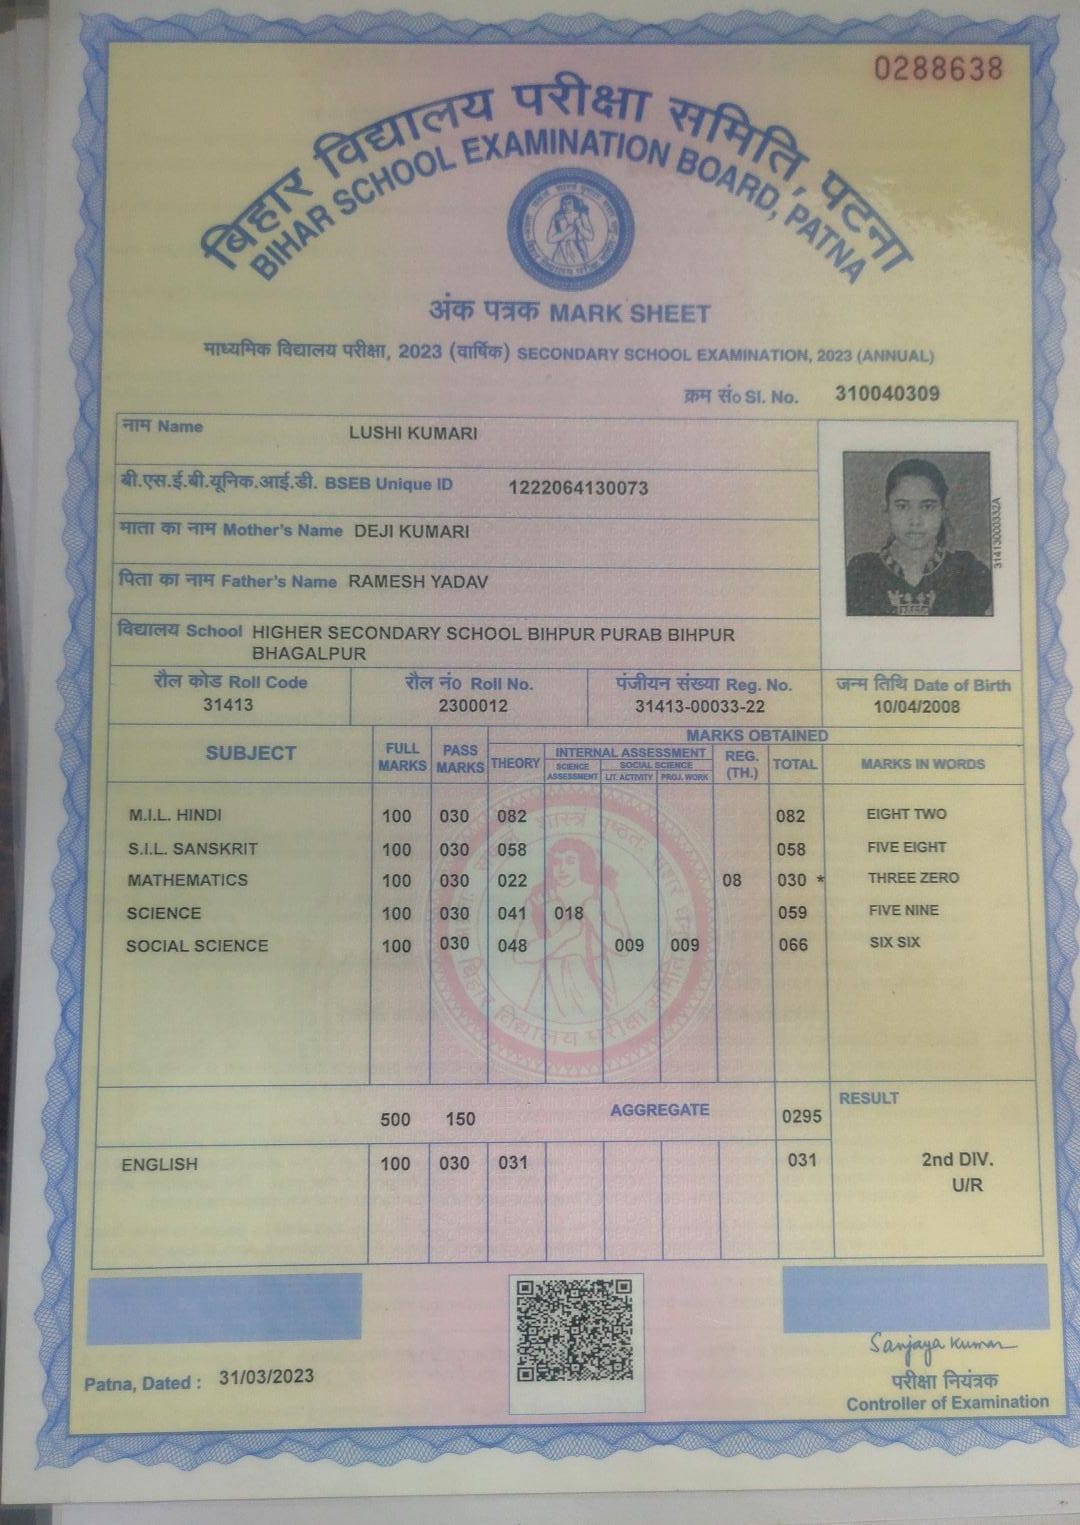 0288638
बिहार विद्यालय परीक्षा समिति, पटना
BIHAR SCHOOL EXAMINATION BOARD, PATNA
अंक पत्रक MARK SHEET
माध्यमिक विद्यालय परीक्षा, 2023 (वार्षिक) SECONDARY SCHOOL EXAMINATION, 2023 (ANNUAL)
क्रम सं० Sl. No. 310040309
नाम Name LUSHI KUMARI
बी.एस.ई.बी.यूनिक.आई.डी. BSEB Unique ID 1222064130073
माता का नाम Mother's Name DEJI KUMARI
पिता का नाम Father's Name RAMESH YADAV
विद्यालय School HIGHER SECONDARY SCHOOL BIHPUR PURAB BIHPUR
BHAGALPUR
31413000332A
रौल कोड Roll Code रौल नं० Roll No. पंजीयन संख्या Reg. No. जन्म तिथि Date of Birth
31413 2300012 31413-00033-22 10/04/2008
SUBJECT FULL MARKS PASS MARKS MARKS OBTAINED
THEORY INTERNAL ASSESSMENT REG. (TH.) TOTAL MARKS IN WORDS
SCIENCE ASSESSMENT SOCIAL SCIENCE
LIT. ACTIVITY PROJ. WORK
M.I.L. HINDI 100 030 082 082 EIGHT TWO
S.I.L. SANSKRIT 100 030 058 058 FIVE EIGHT
MATHEMATICS 100 030 022 08 030 * THREE ZERO
SCIENCE 100 030 041 018 059 FIVE NINE
SOCIAL SCIENCE 100 030 048 009 009 066 SIX SIX
500 150 AGGREGATE 0295 RESULT
ENGLISH 100 030 031 031 2nd DIV.
U/R
Sanjaya Kumar
Patna, Dated : 31/03/2023
परीक्षा नियंत्रक
Controller of Examination